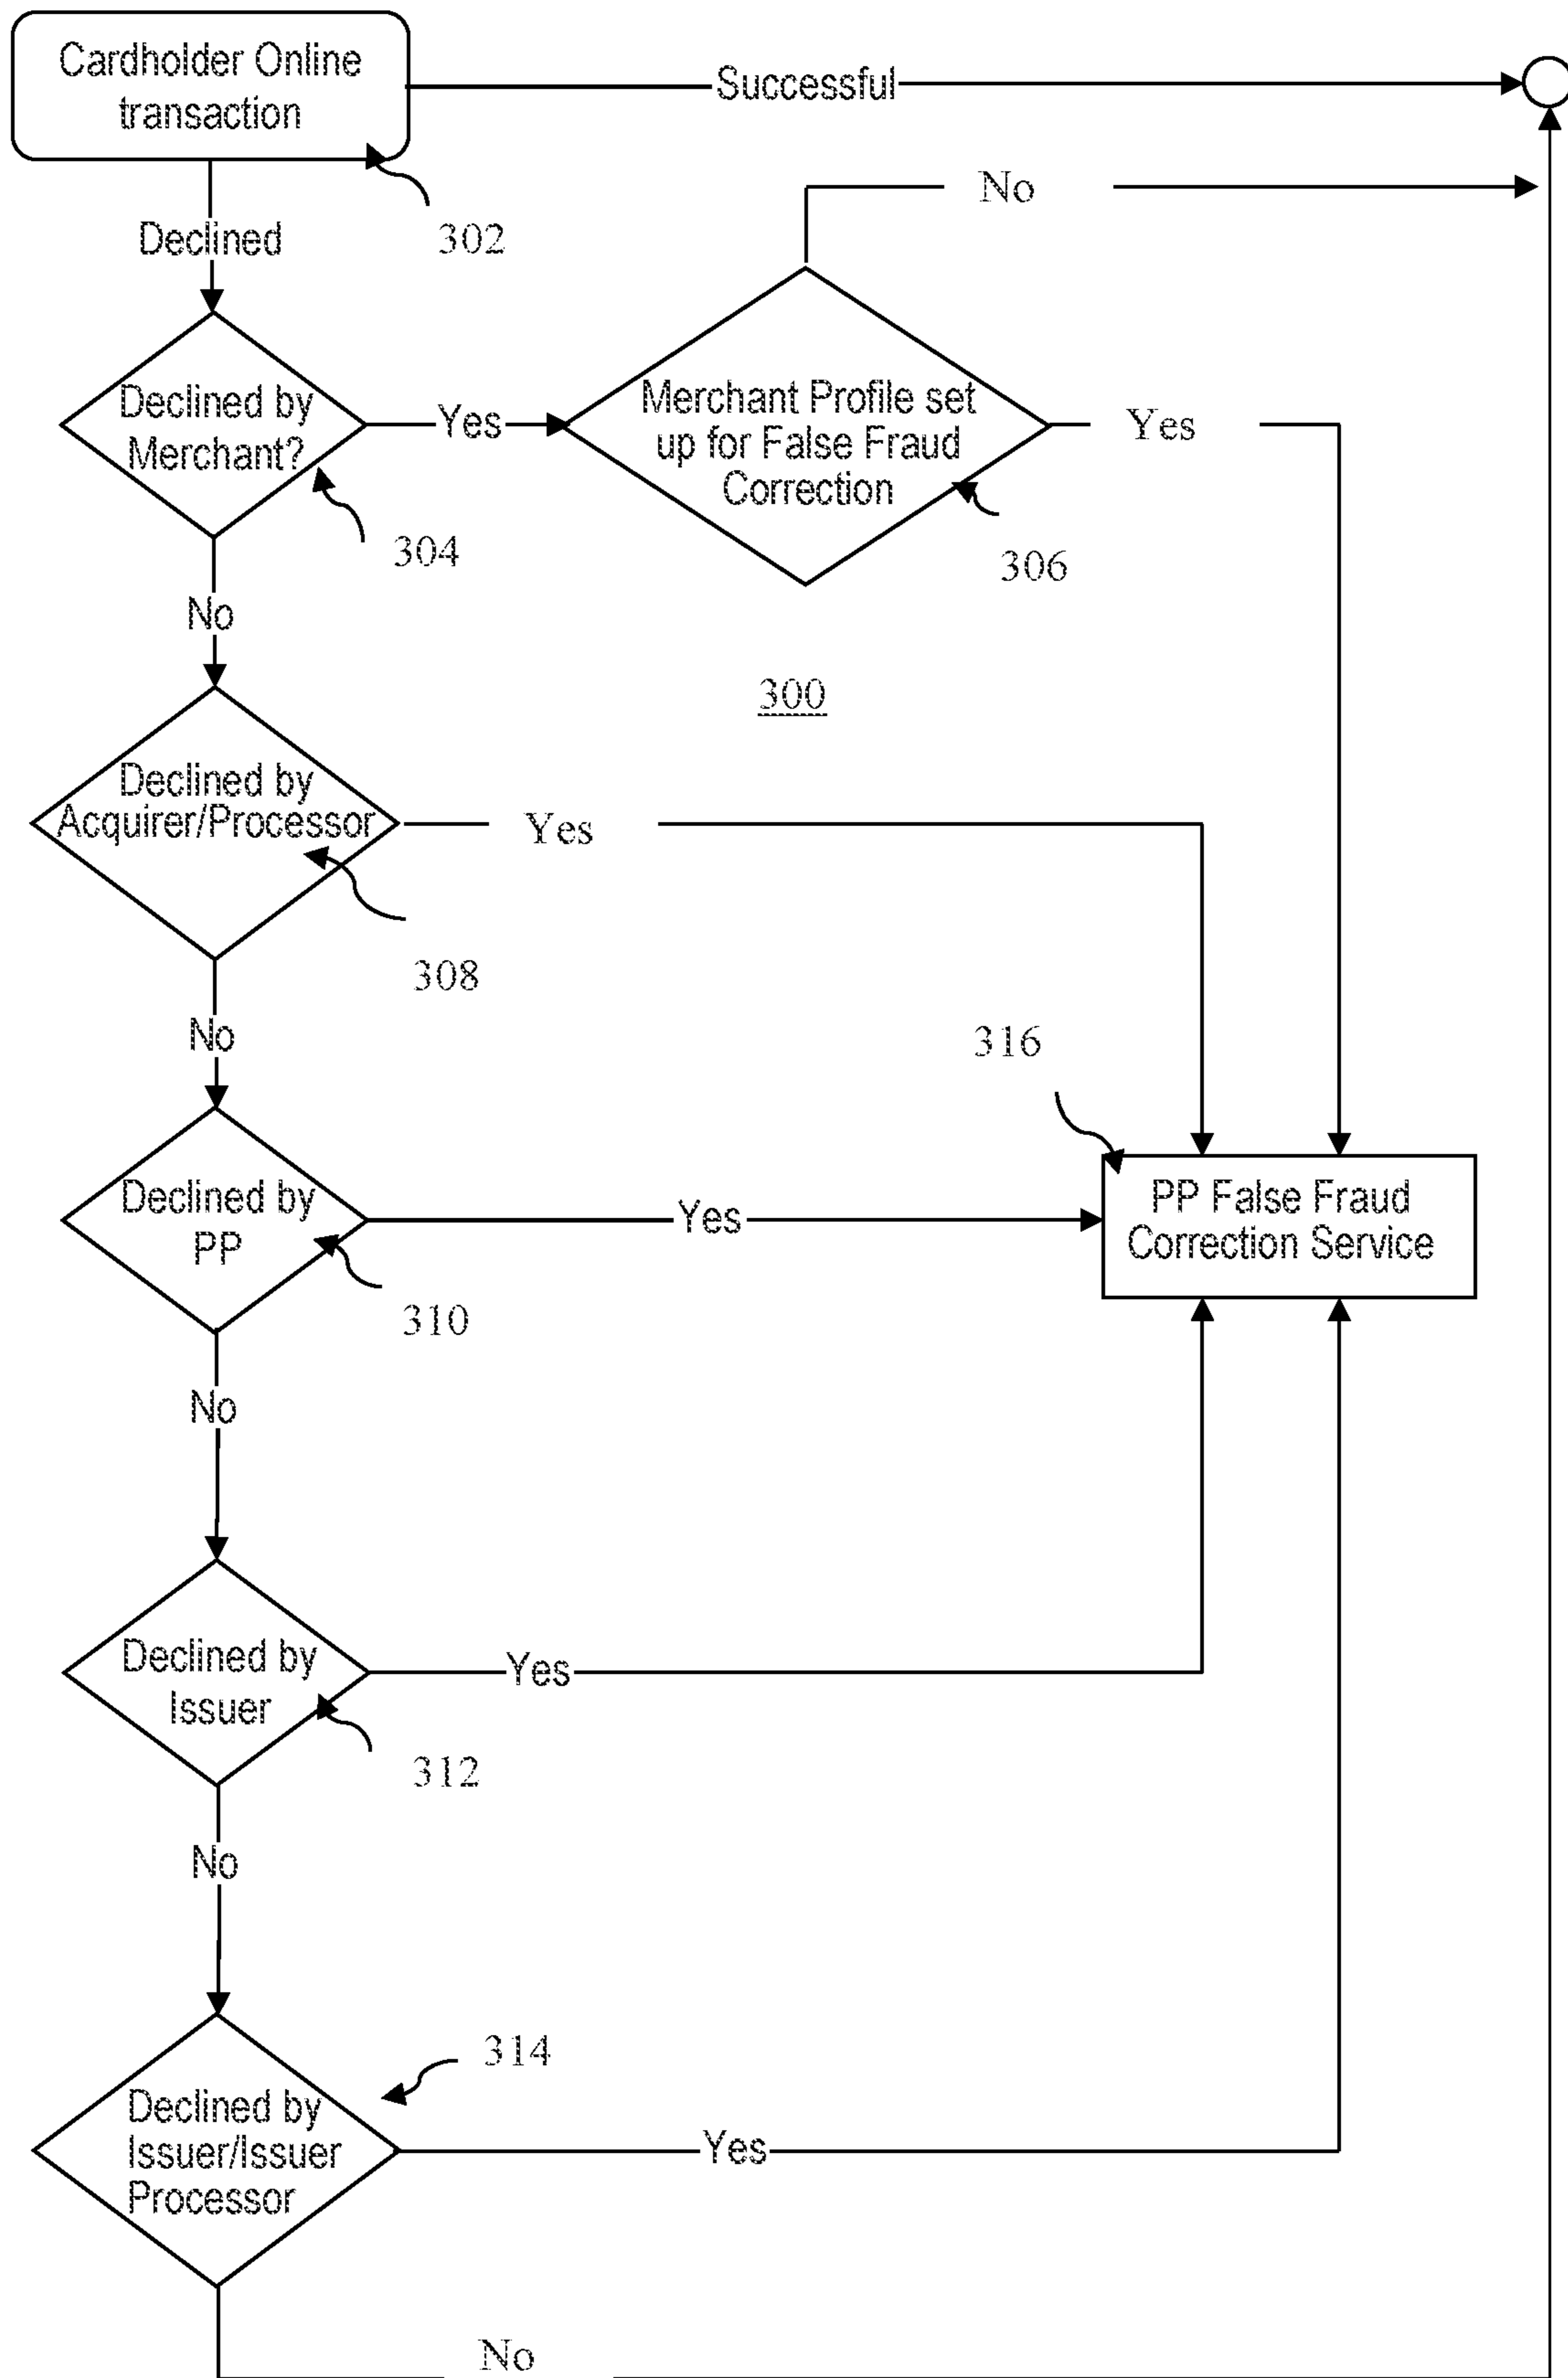 Cardholder Online
transaction
Successful
302
Declined
No
Declined by
Merchant?
304
Yes
Merchant Profile set
up for False Fraud
Correction
306
Yes
No
300
Declined by
Acquirer/Processor
308
Yes
No
316
PP False Fraud
Correction Service
Declined by
PP
310
Yes
No
Declined by
Issuer
312
Yes
No
314
Declined by
Issuer/Issuer
Processor
Yes
No